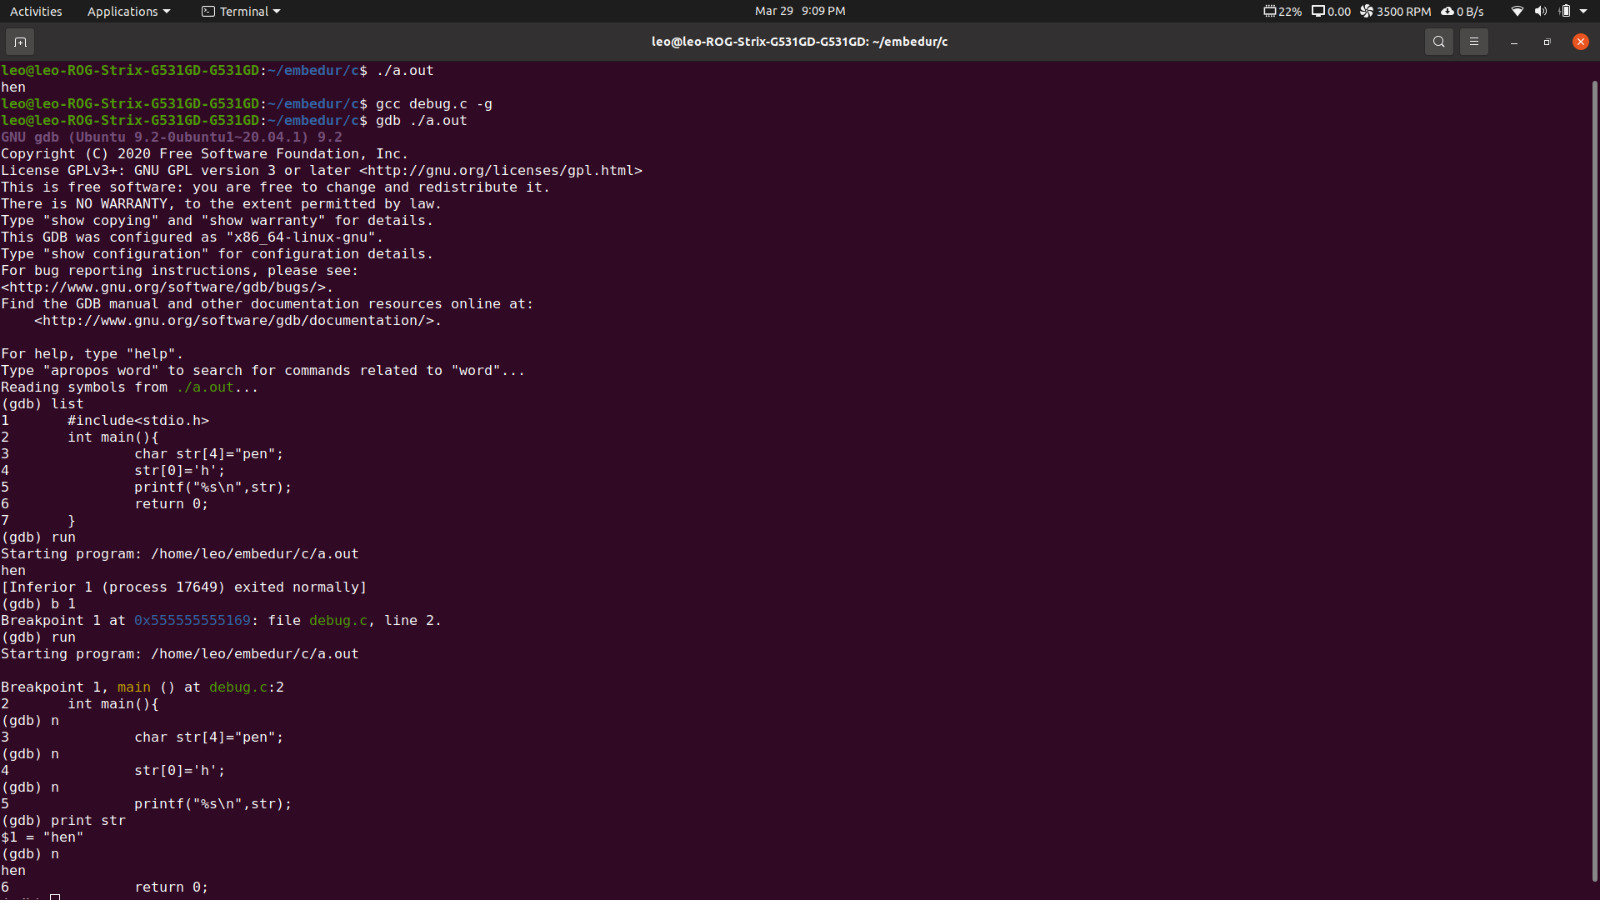 Activities Applications Terminal Mar 29 9:09 PM 22% 0.00 3500 RPM 0 B/s
leo@leo-ROG-Strix-G531GD-G531GD: ~/embedur/c
leo@leo-ROG-Strix-G531GD-G531GD:~/embedur/c$ ./a.out
hen
leo@leo-ROG-Strix-G531GD-G531GD:~/embedur/c$ gcc debug.c -g
leo@leo-ROG-Strix-G531GD-G531GD:~/embedur/c$ gdb ./a.out
GNU gdb (Ubuntu 9.2-0ubuntu1~20.04.1) 9.2
Copyright (C) 2020 Free Software Foundation, Inc.
License GPLv3+: GNU GPL version 3 or later <http://gnu.org/licenses/gpl.html>
This is free software: you are free to change and redistribute it.
There is NO WARRANTY, to the extent permitted by law.
Type "show copying" and "show warranty" for details.
This GDB was configured as "x86_64-linux-gnu".
Type "show configuration" for configuration details.
For bug reporting instructions, please see:
<http://www.gnu.org/software/gdb/bugs/>.
Find the GDB manual and other documentation resources online at:
    <http://www.gnu.org/software/gdb/documentation/>.

For help, type "help".
Type "apropos word" to search for commands related to "word"...
Reading symbols from ./a.out...
(gdb) list
1       #include<stdio.h>
2       int main(){
3               char str[4]="pen";
4               str[0]='h';
5               printf("%s\n",str);
6               return 0;
7       }
(gdb) run
Starting program: /home/leo/embedur/c/a.out
hen
[Inferior 1 (process 17649) exited normally]
(gdb) b 1
Breakpoint 1 at 0x555555555169: file debug.c, line 2.
(gdb) run
Starting program: /home/leo/embedur/c/a.out

Breakpoint 1, main () at debug.c:2
2       int main(){
(gdb) n
3               char str[4]="pen";
(gdb) n
4               str[0]='h';
(gdb) n
5               printf("%s\n",str);
(gdb) print str
$1 = "hen"
(gdb) n
hen
6               return 0;